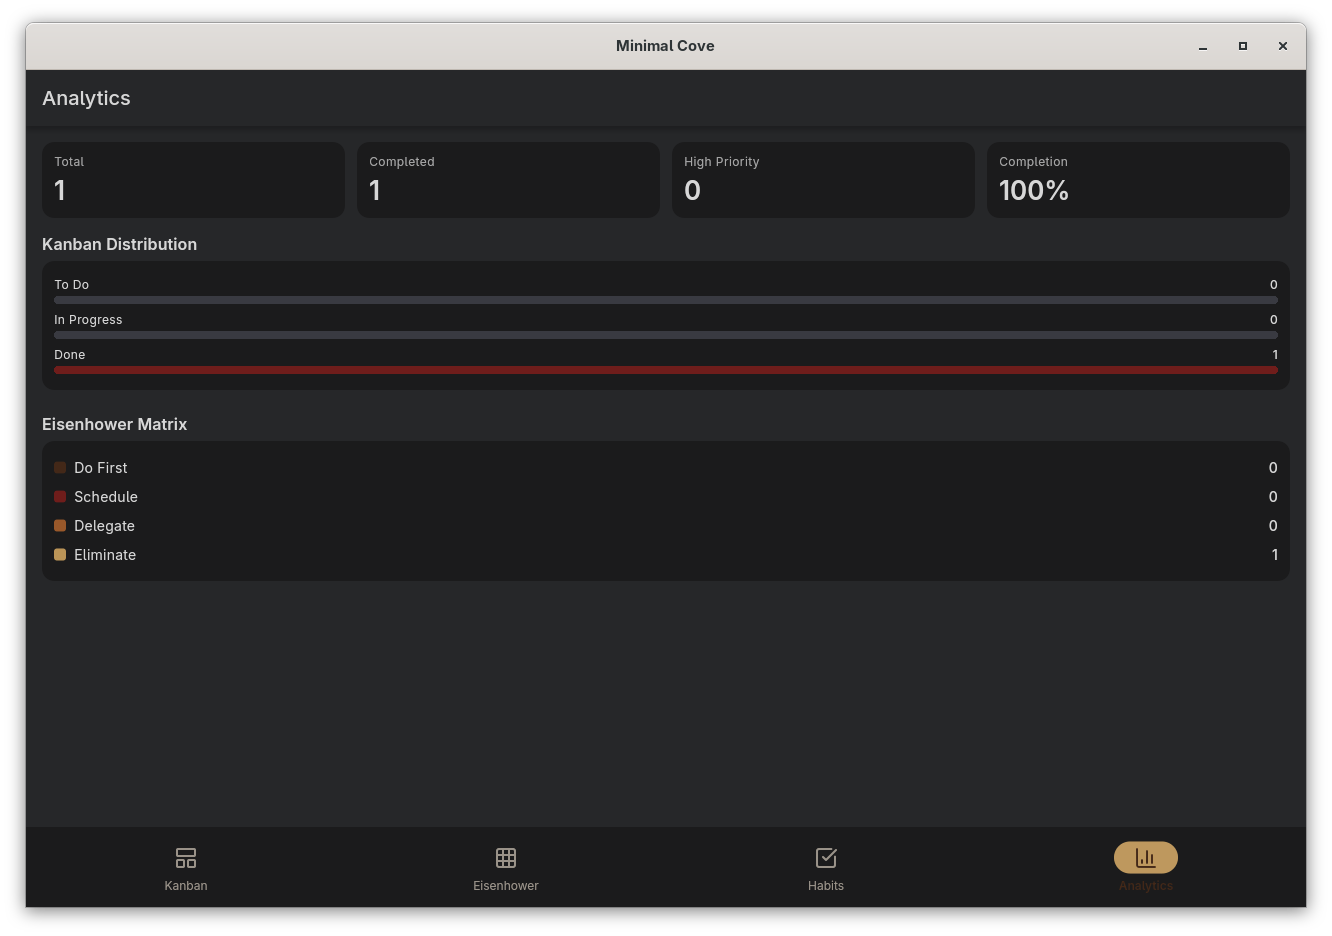 Minimal Cove
Analytics
Total
1
Completed
1
High Priority
0
Completion
100%
Kanban Distribution
To Do 0
In Progress 0
Done 1
Eisenhower Matrix
Do First 0
Schedule 0
Delegate 0
Eliminate 1
Kanban
Eisenhower
Habits
Analytics